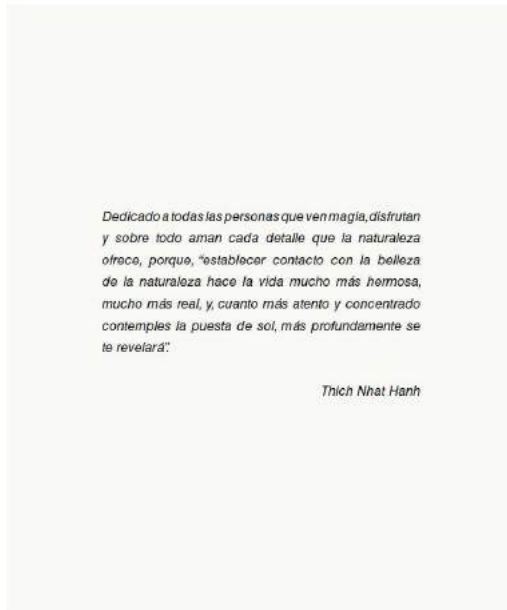 Dedicado a todas las personas que ven magia, disfrutan
y sobre todo aman cada detalle que la naturaleza
ofrece, porque, “establecer contacto con la belleza
de la naturaleza hace la vida mucho más hermosa,
mucho más real, y, cuanto más atento y concentrado
contemples la puesta de sol, más profundamente se
te revelará”.
Thich Nhat Hanh